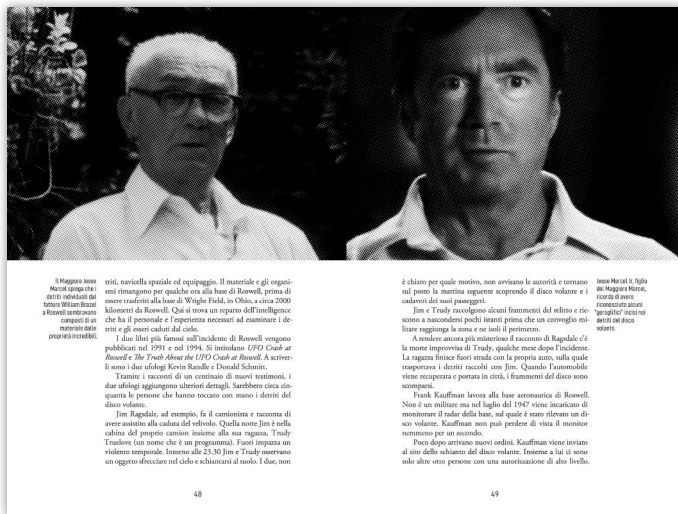 Il Maggiore Jesse
Marcel spiega che i
detriti individuati dal
fattore William Brazel
a Roswell sembravano
composti di un
materiale dalle
proprietà incredibili.
triti, navicella spaziale ed equipaggio. Il materiale e gli organi-
smi rimangono per qualche ora alla base di Roswell, prima di
essere trasferiti alla base di Wright Field, in Ohio, a circa 2000
kilometri da Roswell. Qui si trova un reparto dell'intelligence
che ha il personale e l'esperienza necessari ad esaminare i de-
triti e gli esseri caduti dal cielo.
I due libri più famosi sull'incidente di Roswell vengono
pubblicati nel 1991 e nel 1994. Si intitolano UFO Crash at
Roswell e The Truth About the UFO Crash at Roswell. A scriver-
li sono i due ufologi Kevin Randle e Donald Schmitt.
Tramite i racconti di un centinaio di nuovi testimoni, i
due ufologi aggiungono ulteriori dettagli. Sarebbero circa cin-
quanta le persone che hanno toccato con mano i detriti del
disco volante.
Jim Ragsdale, ad esempio, fa il camionista e racconta di
avere assistito alla caduta del velivolo. Quella notte Jim è nella
cabina del proprio camion insieme alla sua ragazza, Trudy
Truelove (un nome che è un programma). Fuori impazza un
violento temporale. Intorno alle 23.30 Jim e Trudy osservano
un oggetto sfrecciare nel cielo e schiantarsi al suolo. I due, non
48
è chiaro per quale motivo, non avvisano le autorità e tornano
sul posto la mattina seguente scoprendo il disco volante e i
cadaveri dei suoi passeggeri.
Jim e Trudy raccolgono alcuni frammenti del relitto e rie-
scono a nascondersi pochi istanti prima che un convoglio mi-
litare raggiunga la zona e ne isoli il perimetro.
A rendere ancora più misterioso il racconto di Ragsdale c'è
la morte improvvisa di Trudy, qualche mese dopo l'incidente.
La ragazza finisce fuori strada con la propria auto, sulla quale
trasportava i detriti raccolti con Jim. Quando l'automobile
viene recuperata e portata in città, i frammenti del disco sono
scomparsi.
Frank Kauffman lavora alla base aeronautica di Roswell.
Non è un militare ma nel luglio del 1947 viene incaricato di
monitorare il radar della base, sul quale è stato rilevato un di-
sco volante. Kauffman non può perdere di vista il monitor
nemmeno per un secondo.
Poco dopo arrivano nuovi ordini. Kauffman viene inviato
al sito dello schianto del disco volante. Insieme a lui ci sono
solo altre otto persone con una autorizzazione di alto livello.
Jesse Marcel Jr, figlio
del Maggiore Marcel,
ricorda di avere
riconosciuto alcuni
"geroglifici" incisi nei
detriti del disco
volante.
49